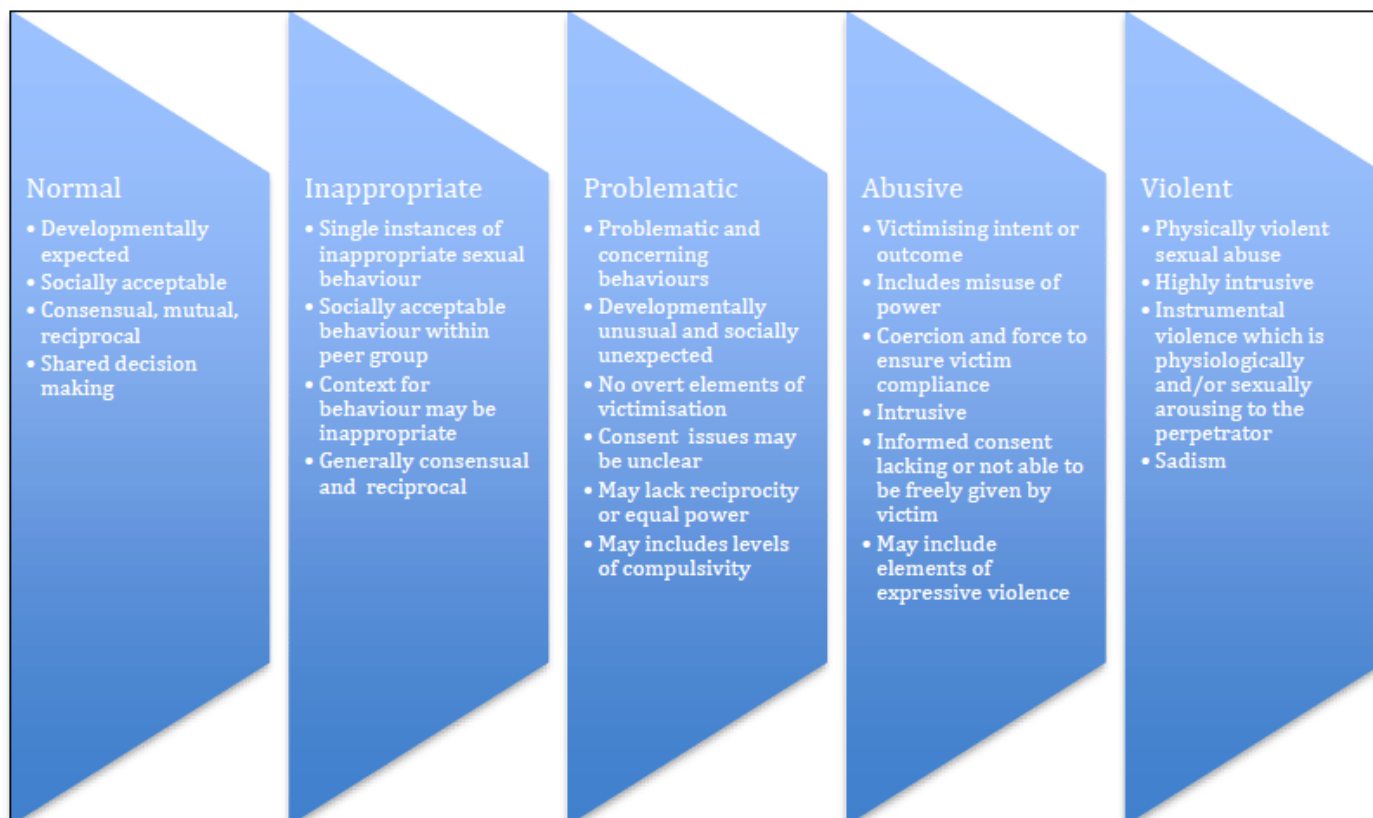 Normal
• Developmentally
expected
• Socially acceptable
• Consensual, mutual,
reciprocal
• Shared decision
making
Inappropriate
• Single instances of
inappropriate sexual
behaviour
• Socially acceptable
behaviour within
peer group
• Context for
behaviour may be
inappropriate
• Generally consensual
and reciprocal
Problematic
• Problematic and
concerning
behaviours
• Developmentally
unusual and socially
unexpected
• No overt elements of
victimisation
• Consent issues may
be unclear
• May lack reciprocity
or equal power
• May includes levels
of compulsivity
Abusive
• Victimising intent or
outcome
• Includes misuse of
power
• Coercion and force to
ensure victim
compliance
• Intrusive
• Informed consent
lacking or not able to
be freely given by
victim
• May include
elements of
expressive violence
Violent
• Physically violent
sexual abuse
• Highly intrusive
• Instrumental
violence which is
physiologically
and/or sexually
arousing to the
perpetrator
• Sadism